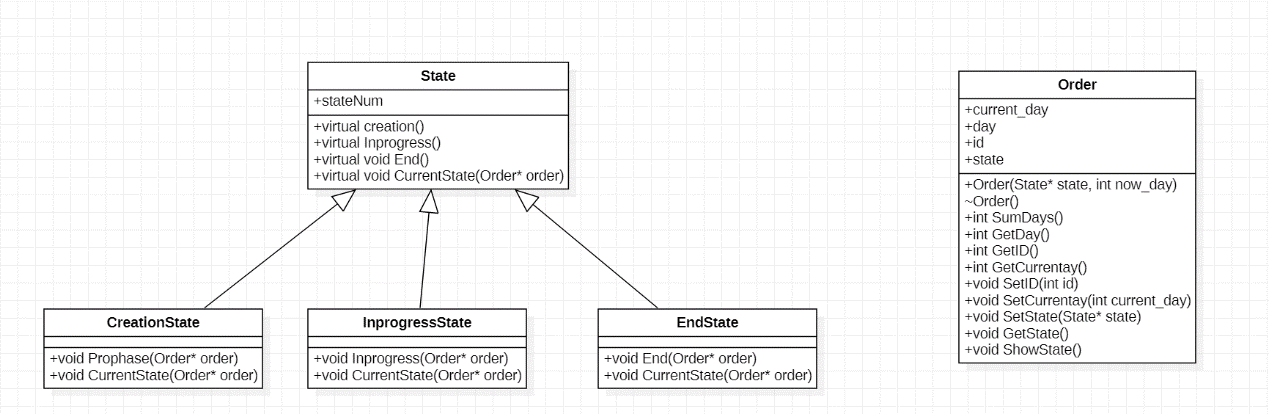 State
+stateNum
+virtual creation()
+virtual Inprogress()
+virtual void End()
+virtual void CurrentState(Order* order)
Order
+current_day
+day
+id
+state
+Order(State* state, int now_day)
~Order()
+int SumDays()
+int GetDay()
+int GetID()
+int GetCurrentay()
+void SetID(int id)
+void SetCurrentay(int current_day)
+void SetState(State* state)
+void GetState()
+void ShowState()
CreationState
+void Prophase(Order* order)
+void CurrentState(Order* order)
InprogressState
+void Inprogress(Order* order)
+void CurrentState(Order* order)
EndState
+void End(Order* order)
+void CurrentState(Order* order)